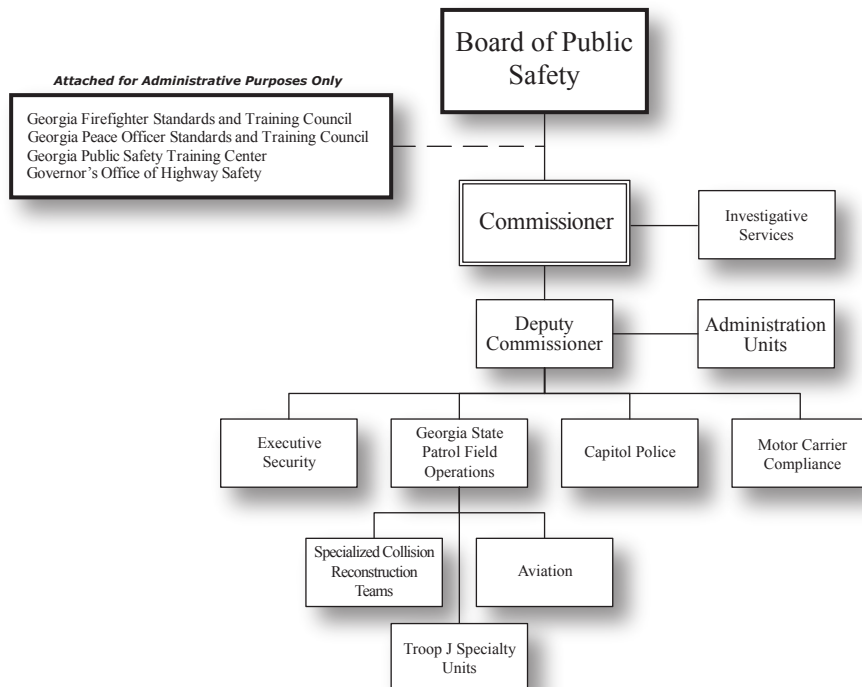 Board of Public
Safety
Attached for Administrative Purposes Only
Georgia Firefighter Standards and Training Council
Georgia Peace Officer Standards and Training Council
Georgia Public Safety Training Center
Governor's Office of Highway Safety
Commissioner
Investigative
Services
Deputy
Commissioner
Administration
Units
Executive
Security
Georgia State
Patrol Field
Operations
Capitol Police
Motor Carrier
Compliance
Specialized Collision
Reconstruction
Teams
Aviation
Troop J Specialty
Units